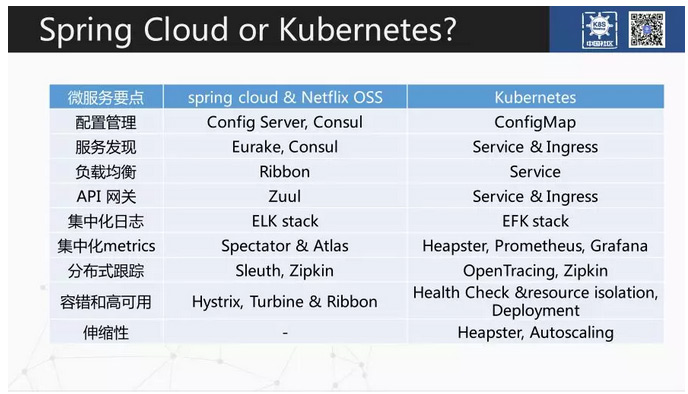 Spring Cloud or Kubernetes?
K8S
中国社区
微服务要点 spring cloud & Netflix OSS Kubernetes
配置管理 Config Server, Consul ConfigMap
服务发现 Eurake, Consul Service & Ingress
负载均衡 Ribbon Service
API 网关 Zuul Service & Ingress
集中化日志 ELK stack EFK stack
集中化metrics Spectator & Atlas Heapster, Prometheus, Grafana
分布式跟踪 Sleuth, Zipkin OpenTracing, Zipkin
容错和高可用 Hystrix, Turbine & Ribbon Health Check &resource isolation,
Deployment
伸缩性 - Heapster, Autoscaling